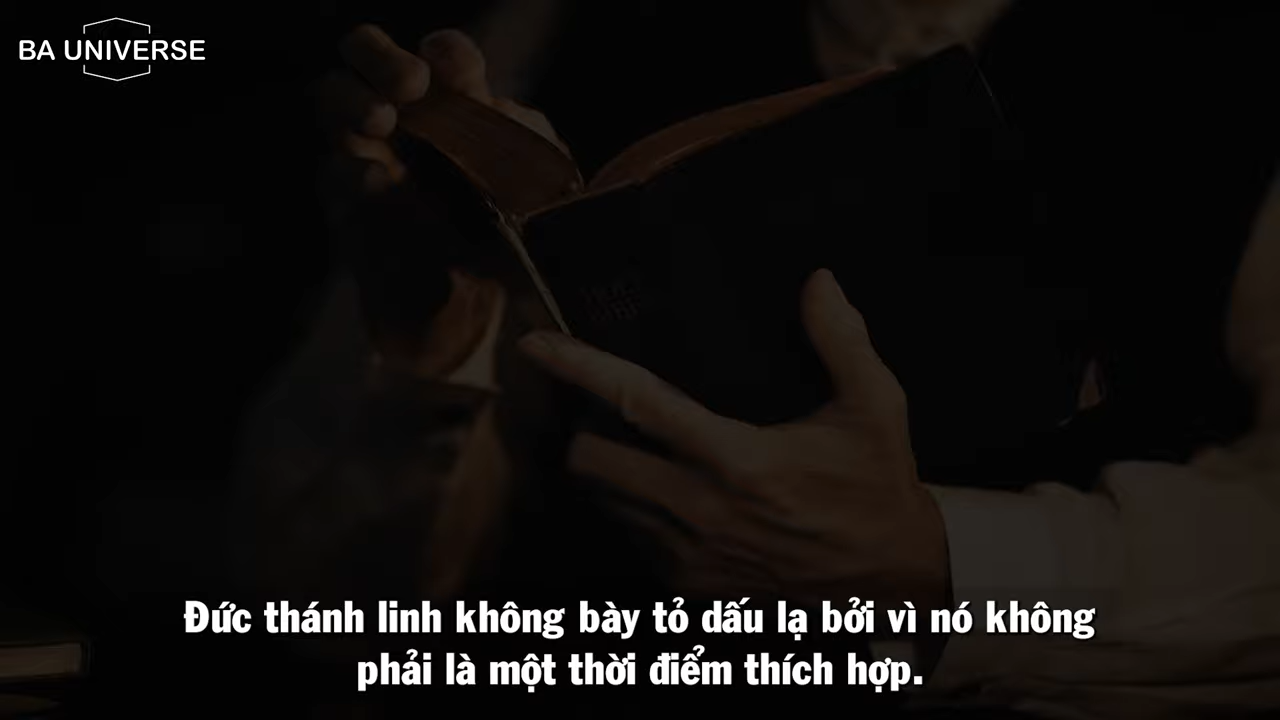 BA UNIVERSE
Đức thánh linh không bày tỏ dấu lạ bởi vì nó không
phải là một thời điểm thích hợp.